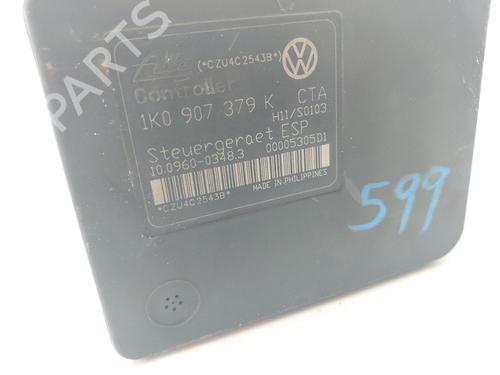 Ate (*CZU4C2543B*)
Controller
1K0 907 379 K CTA
H11/S0103
Steuergeraet ESP
10.0960-0348.3 00005305D1
*CZU4C2543B* MADE IN PHILIPPINES
599
PARTS